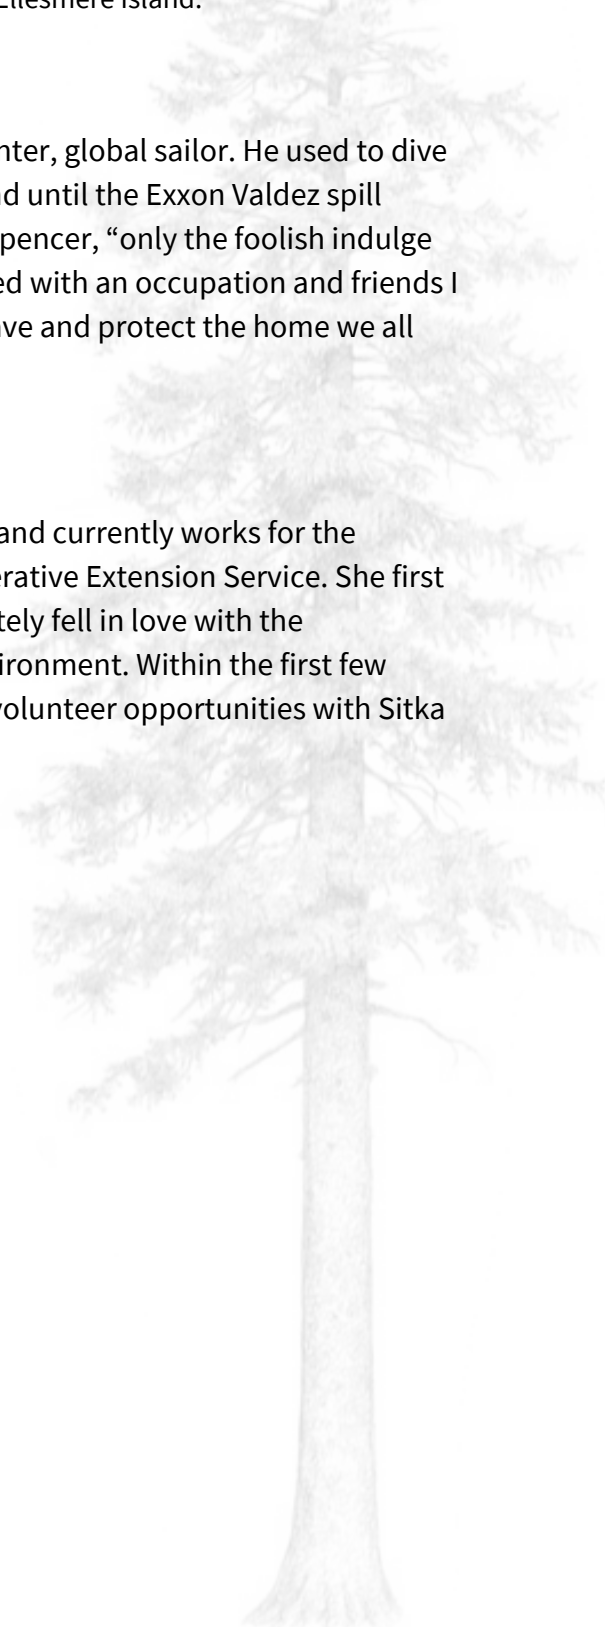 Ellesmere Island.
nter, global sailor. He used to dive
d until the Exxon Valdez spill
pencer, “only the foolish indulge
ed with an occupation and friends I
ave and protect the home we all
and currently works for the
erative Extension Service. She first
tely fell in love with the
ironment. Within the first few
volunteer opportunities with Sitka